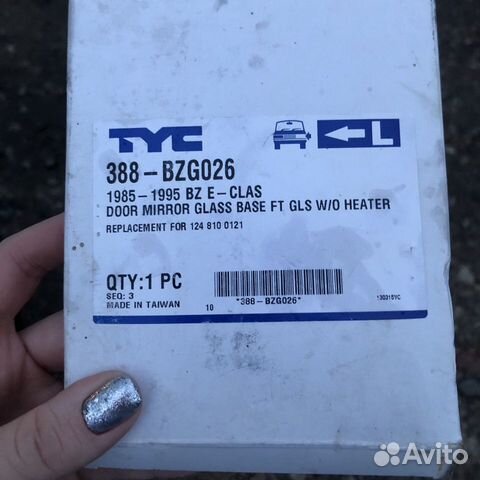 TYC
L
388-BZG026
1985-1995 BZ E-CLAS
DOOR MIRROR GLASS BASE FT GLS W/O HEATER
REPLACEMENT FOR 124 810 0121
QTY:1 PC
SEQ: 3
MADE IN TAIWAN
10
*388-BZG026*
Avito